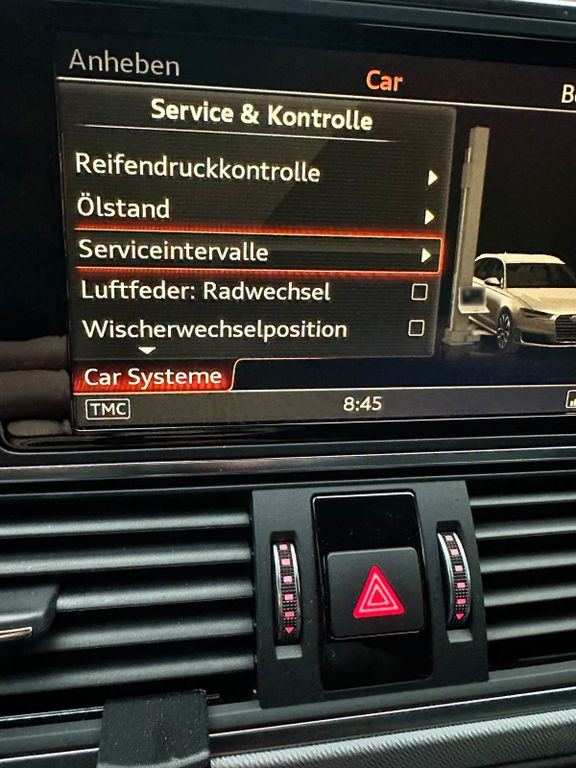 Anheben
Car
Service & Kontrolle
Reifendruckkontrolle
Ölstand
Serviceintervalle
Luftfeder: Radwechsel
Wischerwechselposition
Car Systeme
TMC
8:45